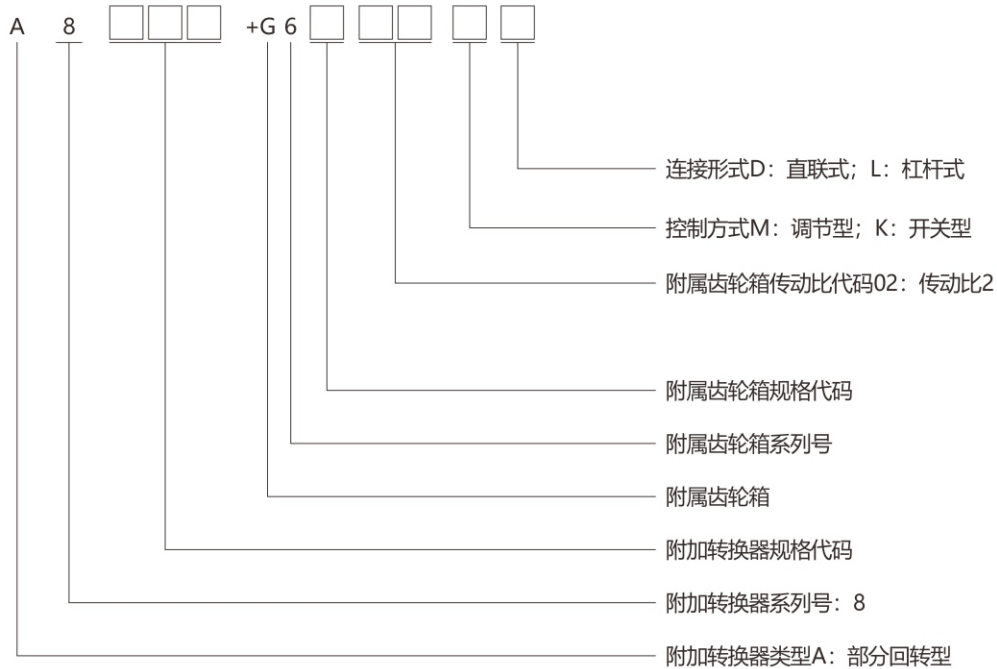 A 8 □□□ +G 6 □ □□ □ □
连接形式D：直联式；L：杠杆式
控制方式M：调节型；K：开关型
附属齿轮箱传动比代码02：传动比2
附属齿轮箱规格代码
附属齿轮箱系列号
附属齿轮箱
附加转换器规格代码
附加转换器系列号：8
附加转换器类型A：部分回转型